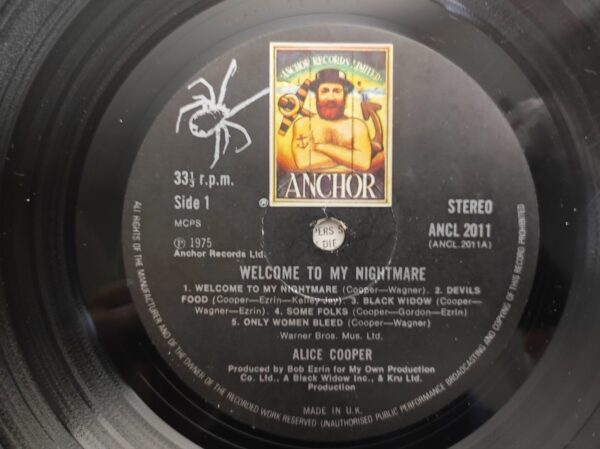 ANCHOR RECORDS LIMITED
ANCHOR
33⅓ r.p.m.
Side 1
MCPS
℗ 1975
Anchor Records Ltd.
®
STEREO
ANCL 2011
(ANCL.2011A)
PERS S
DIE
WELCOME TO MY NIGHTMARE
1. WELCOME TO MY NIGHTMARE (Cooper—Wagner). 2. DEVILS
FOOD (Cooper—Ezrin—Kelley Jay) 3. BLACK WIDOW (Cooper—
Wagner—Ezrin). 4. SOME FOLKS (Cooper—Gordon—Ezrin)
5. ONLY WOMEN BLEED (Cooper—Wagner)
Warner Bros. Mus. Ltd.
ALICE COOPER
Produced by Bob Ezrin for My Own Production
Co. Ltd., A Black Widow Inc., & Kru Ltd.
Production
MADE IN U.K.
ALL RIGHTS OF THE MANUFACTURER AND OF THE OWNER OF THE RECORDED WORK RESERVED UNAUTHORISED PUBLIC PERFORMANCE BROADCASTING AND COPYING OF THIS RECORD PROHIBITED